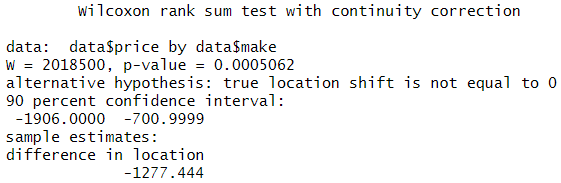 Wilcoxon rank sum test with continuity correction
data: data$price by data$make
W = 2018500, p-value = 0.0005062
alternative hypothesis: true location shift is not equal to 0
90 percent confidence interval:
-1906.0000 -700.9999
sample estimates:
difference in location
-1277.444